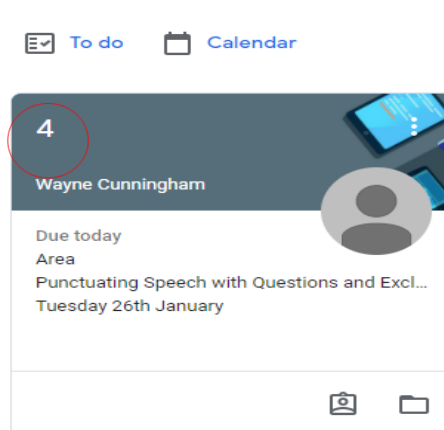 To do Calendar
4
Wayne Cunningham
Due today
Area
Punctuating Speech with Questions and Excl...
Tuesday 26th January